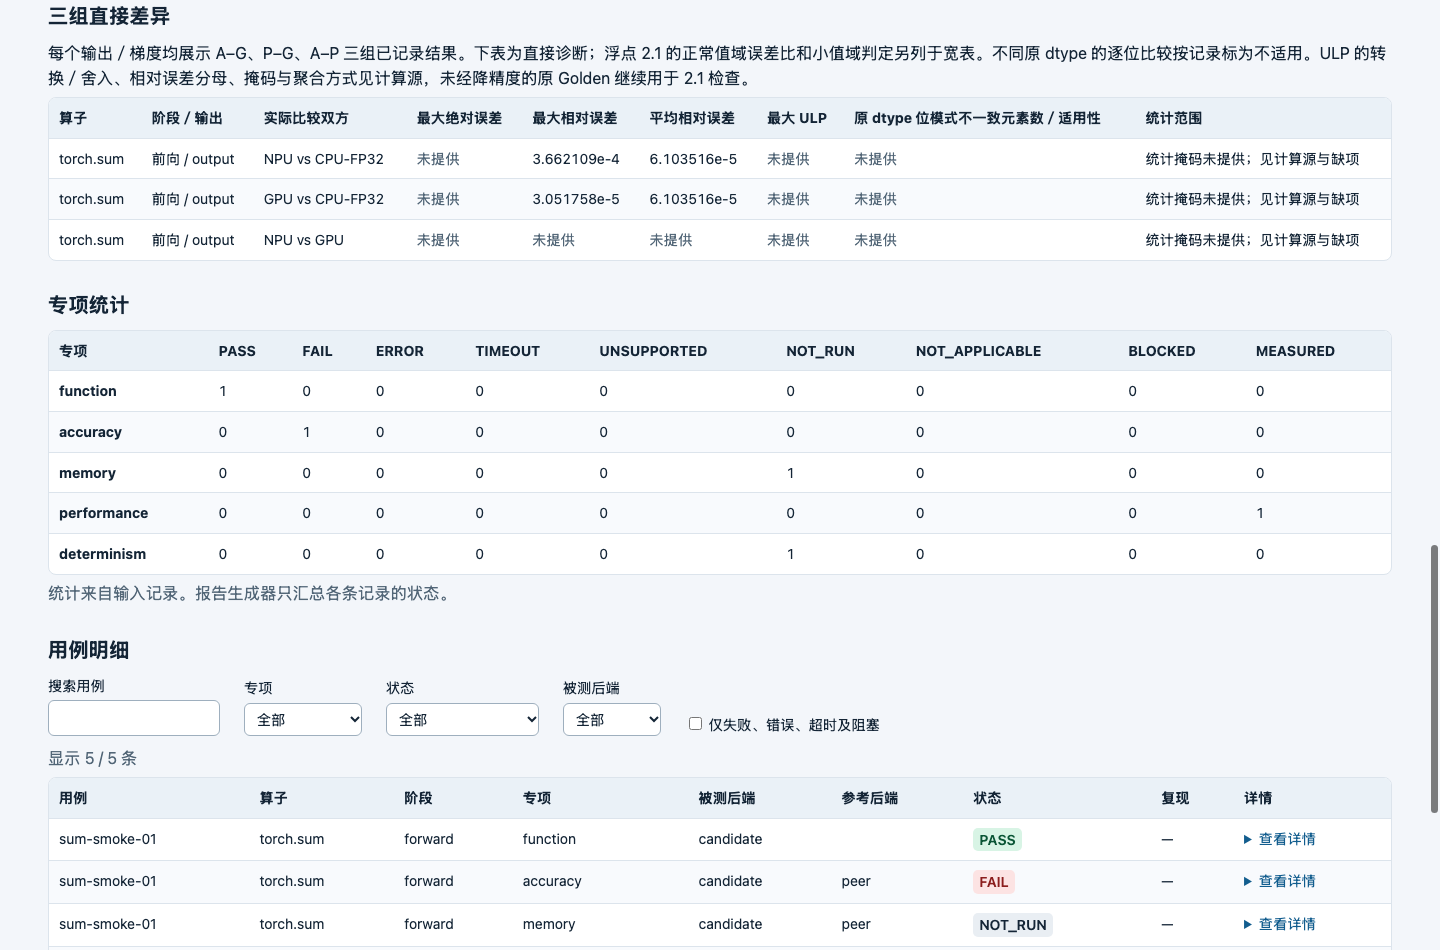 三组直接差异
每个输出 / 梯度均展示 A–G、P–G、A–P 三组已记录结果。下表为直接诊断；浮点 2.1 的正常值域误差比和小值域判定另列于宽表。不同原 dtype 的逐位比较按记录标为不适用。ULP 的转
换 / 舍入、相对误差分母、掩码与聚合方式见计算源，未经降精度的原 Golden 继续用于 2.1 检查。
算子 阶段 / 输出 实际比较双方 最大绝对误差 最大相对误差 平均相对误差 最大 ULP 原 dtype 位模式不一致元素数 / 适用性 统计范围
torch.sum 前向 / output NPU vs CPU-FP32 未提供 3.662109e-4 6.103516e-5 未提供 未提供 统计掩码未提供；见计算源与缺项
torch.sum 前向 / output GPU vs CPU-FP32 未提供 3.051758e-5 6.103516e-5 未提供 未提供 统计掩码未提供；见计算源与缺项
torch.sum 前向 / output NPU vs GPU 未提供 未提供 未提供 未提供 未提供 统计掩码未提供；见计算源与缺项
专项统计
专项 PASS FAIL ERROR TIMEOUT UNSUPPORTED NOT_RUN NOT_APPLICABLE BLOCKED MEASURED
function 1 0 0 0 0 0 0 0 0
accuracy 0 1 0 0 0 0 0 0 0
memory 0 0 0 0 0 1 0 0 0
performance 0 0 0 0 0 0 0 0 1
determinism 0 0 0 0 0 1 0 0 0
统计来自输入记录。报告生成器只汇总各条记录的状态。
用例明细
搜索用例 专项 状态 被测后端
全部 全部 全部 仅失败、错误、超时及阻塞
显示 5 / 5 条
用例 算子 阶段 专项 被测后端 参考后端 状态 复现 详情
sum-smoke-01 torch.sum forward function candidate PASS — ▶ 查看详情
sum-smoke-01 torch.sum forward accuracy candidate peer FAIL — ▶ 查看详情
sum-smoke-01 torch.sum forward memory candidate peer NOT_RUN — ▶ 查看详情